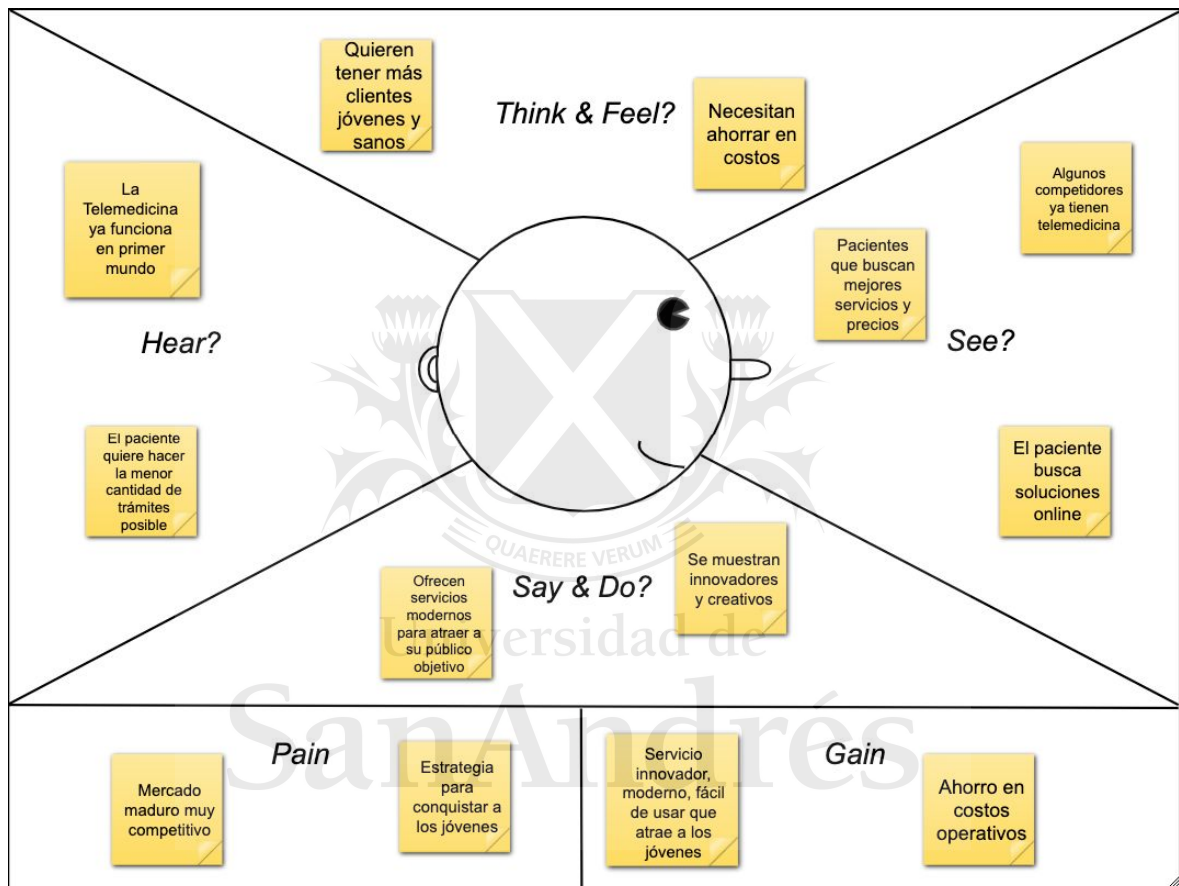 Quieren
tener más
clientes
jóvenes y
sanos
Think & Feel?
Necesitan
ahorrar en
costos
La
Telemedicina
ya funciona
en primer
mundo
Hear?
El paciente
quiere hacer
la menor
cantidad de
trámites
posible
Algunos
competidores
ya tienen
telemedicina
Pacientes
que buscan
mejores
servicios y
precios
See?
El paciente
busca
soluciones
online
QUAERERE VERUM
Say & Do?
Ofrecen
servicios
modernos
para atraer a
su público
objetivo
Se muestran
innovadores
y creativos
Universidad de
SanAndrés
Pain
Mercado
maduro muy
competitivo
Estrategia
para
conquistar a
los jóvenes
Gain
Servicio
innovador,
moderno, fácil
de usar que
atrae a los
jóvenes
Ahorro en
costos
operativos